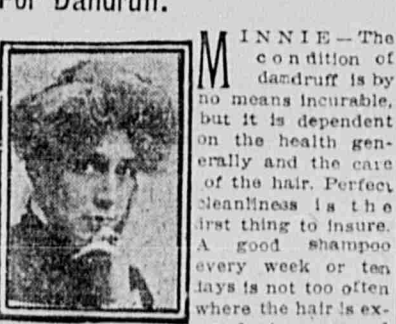 For Dandruff.
MINNIE — The
condition of
dandruff is by
no means incurable,
but it is dependent
on the health gen-
erally and the care
of the hair. Perfect
cleanliness is the
first thing to insure.
A good shampoo
every week or ten
days is not too often
where the hair is ex-